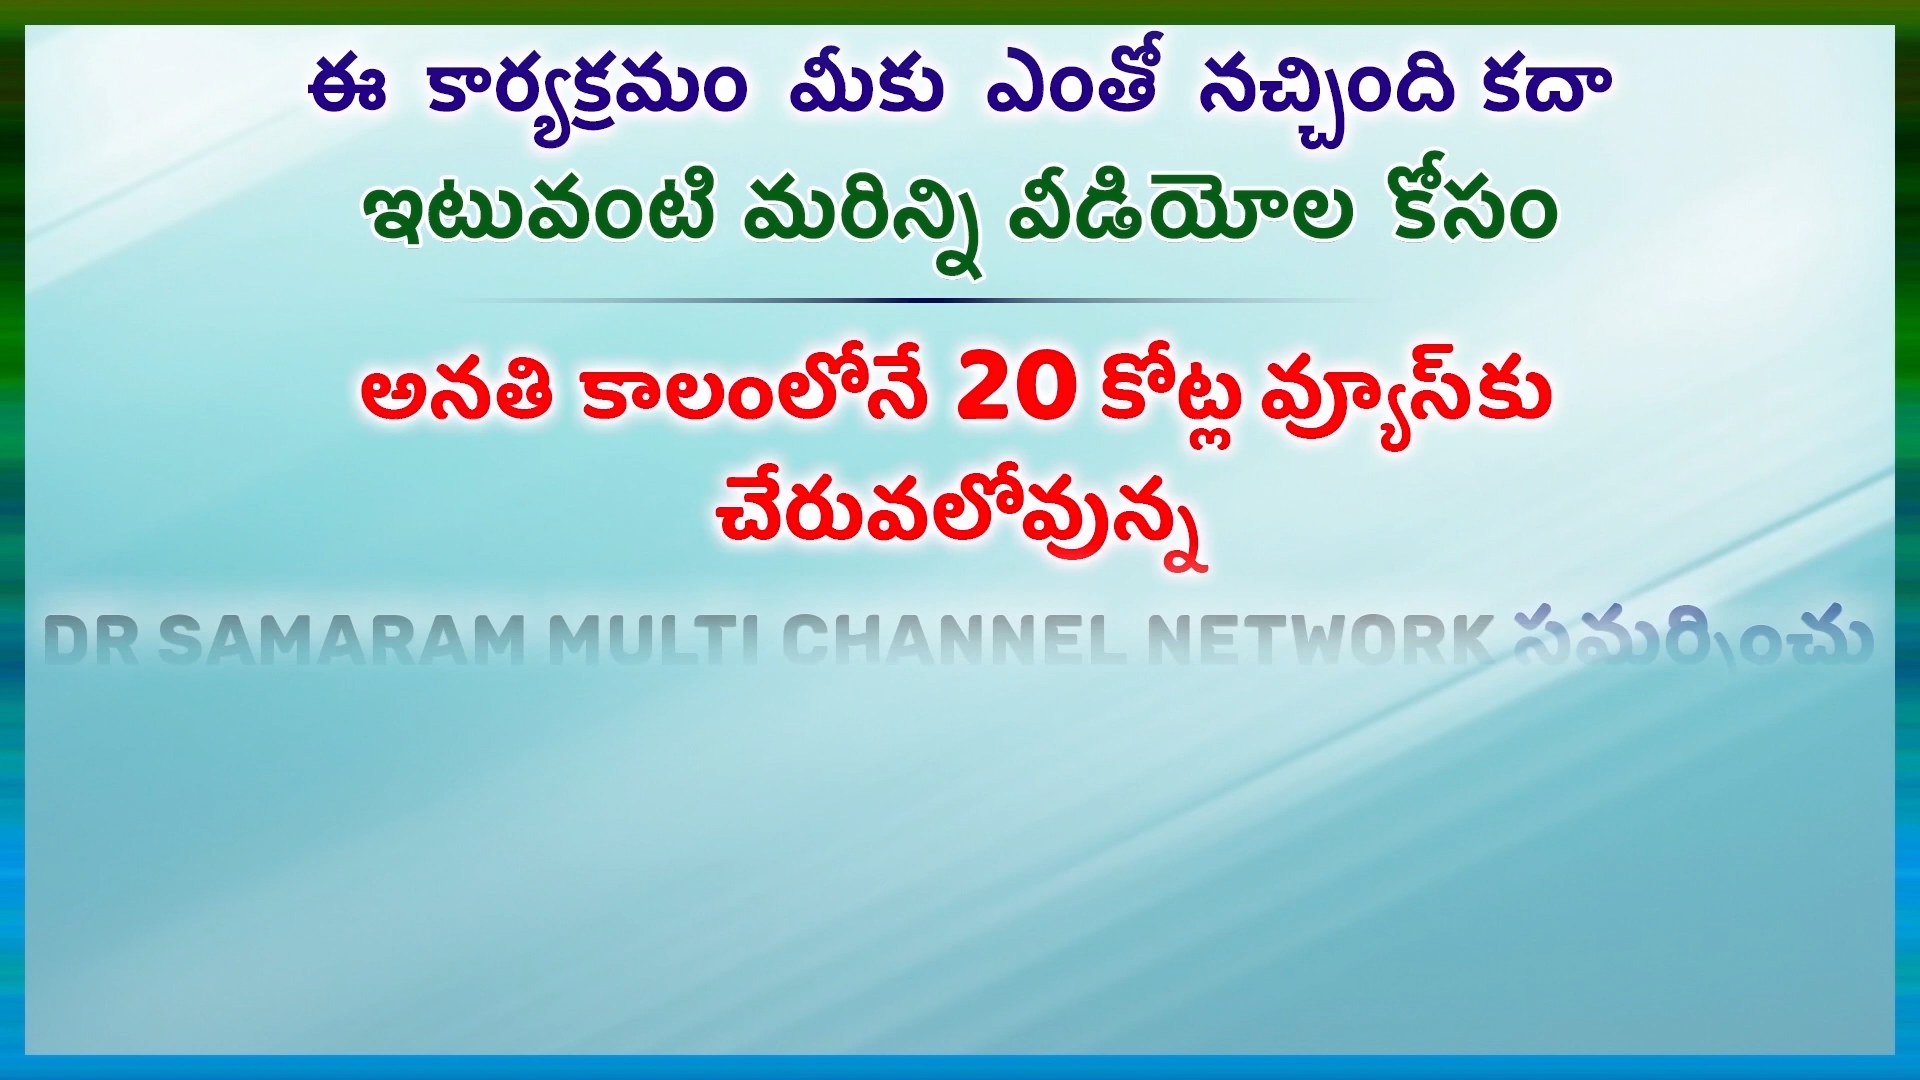 ఈ కార్యక్రమం మీకు ఎంతో నచ్చింది కదా
ఇటువంటి మరిన్ని వీడియోల కోసం
అనతి కాలంలోనే 20 కోట్ల వ్యూస్‌కు
చేరువలోవున్న
DR SAMARAM MULTI CHANNEL NETWORK సమర్పించు